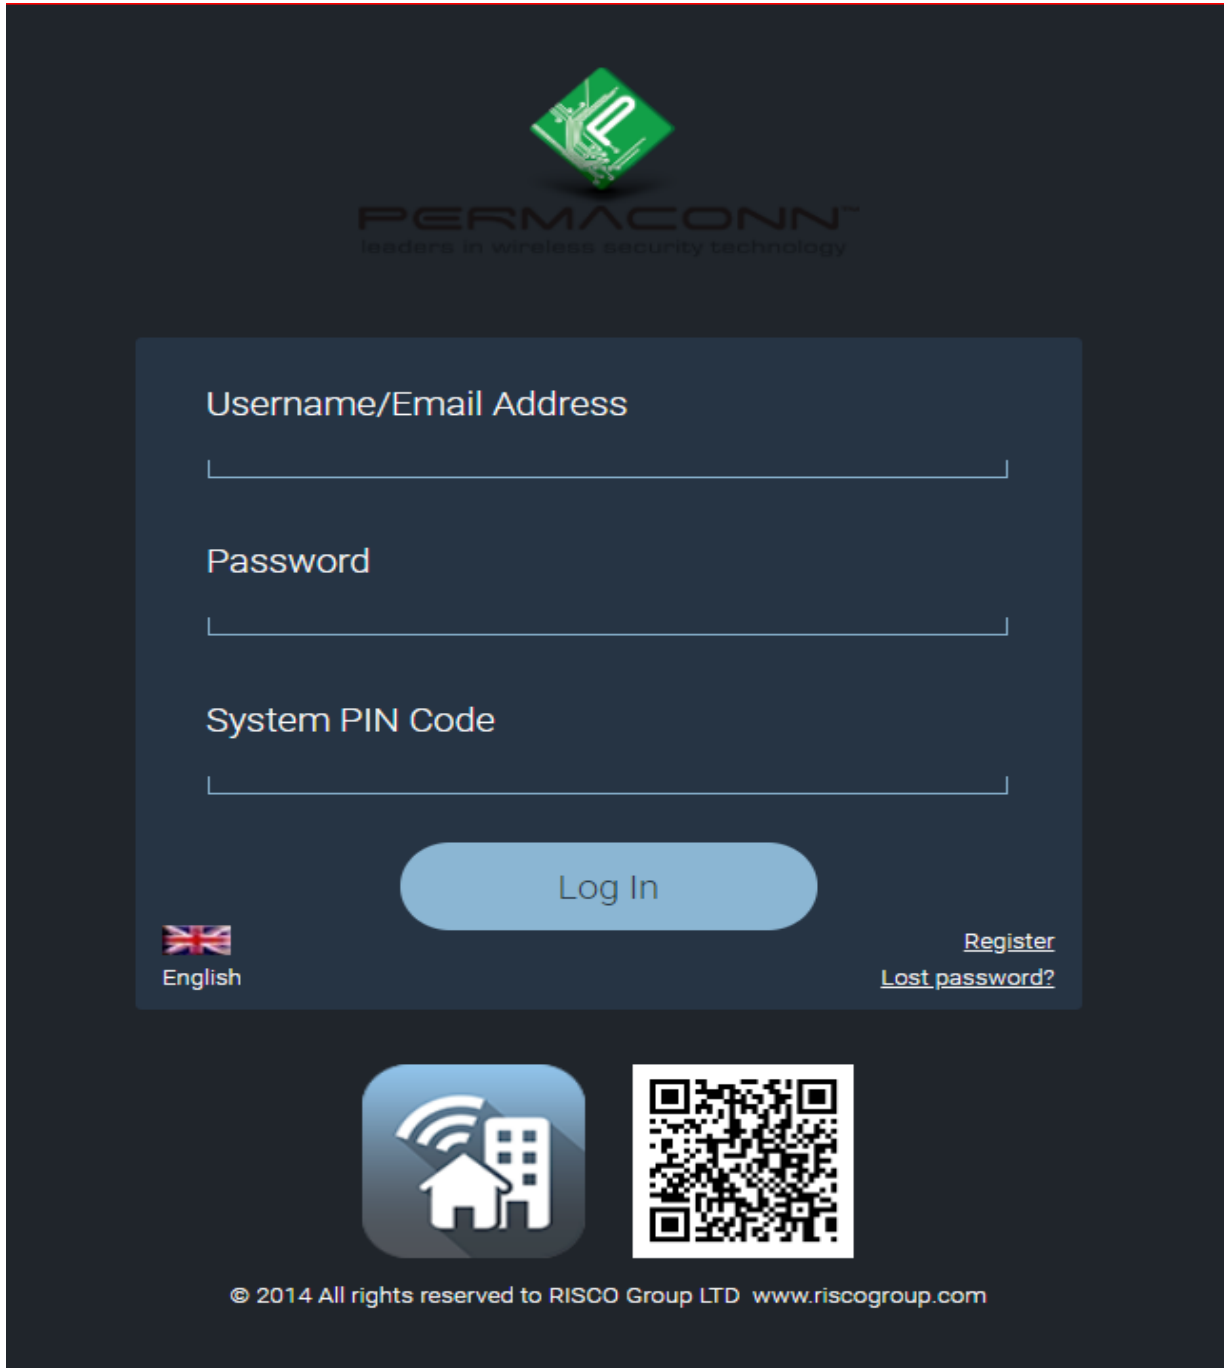 PERMACONN™
leaders in wireless security technology
Username/Email Address
Password
System PIN Code
Log In
English
Register
Lost password?
© 2014 All rights reserved to RISCO Group LTD www.riscogroup.com